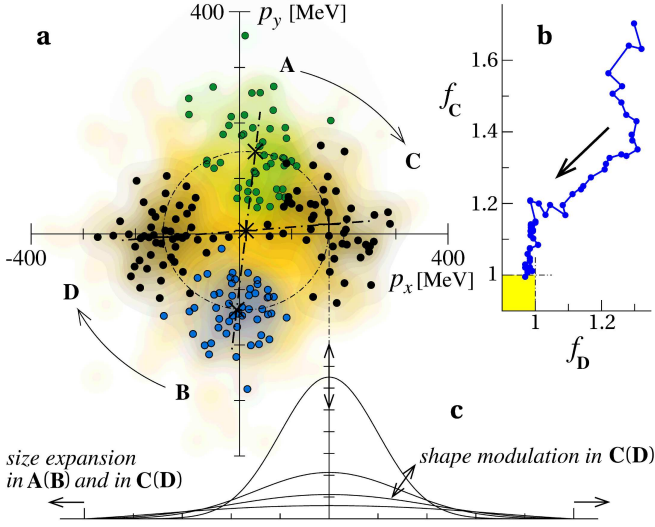 a
400
p_y [MeV]
A
C
-400
400
p_x [MeV]
D
B
b
f_C
1.6
1.4
1.2
1
1
1.2
f_D
c
size expansion
in A(B) and in C(D)
shape modulation in C(D)